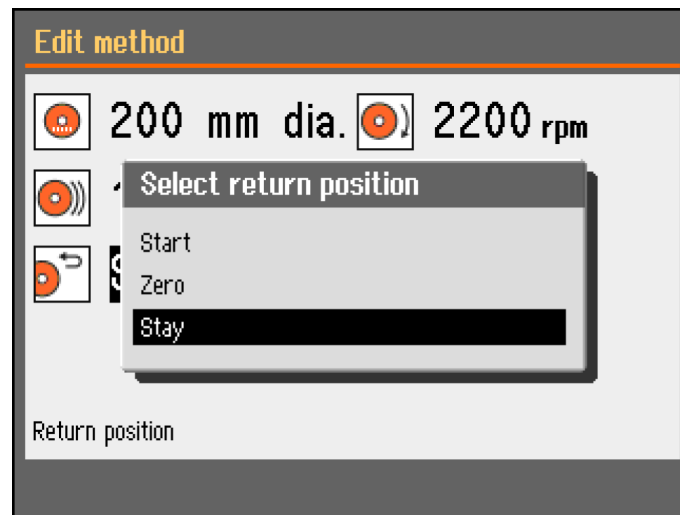 Edit method
200 mm dia. 2200 rpm
Select return position
Start
Zero
Stay
Return position